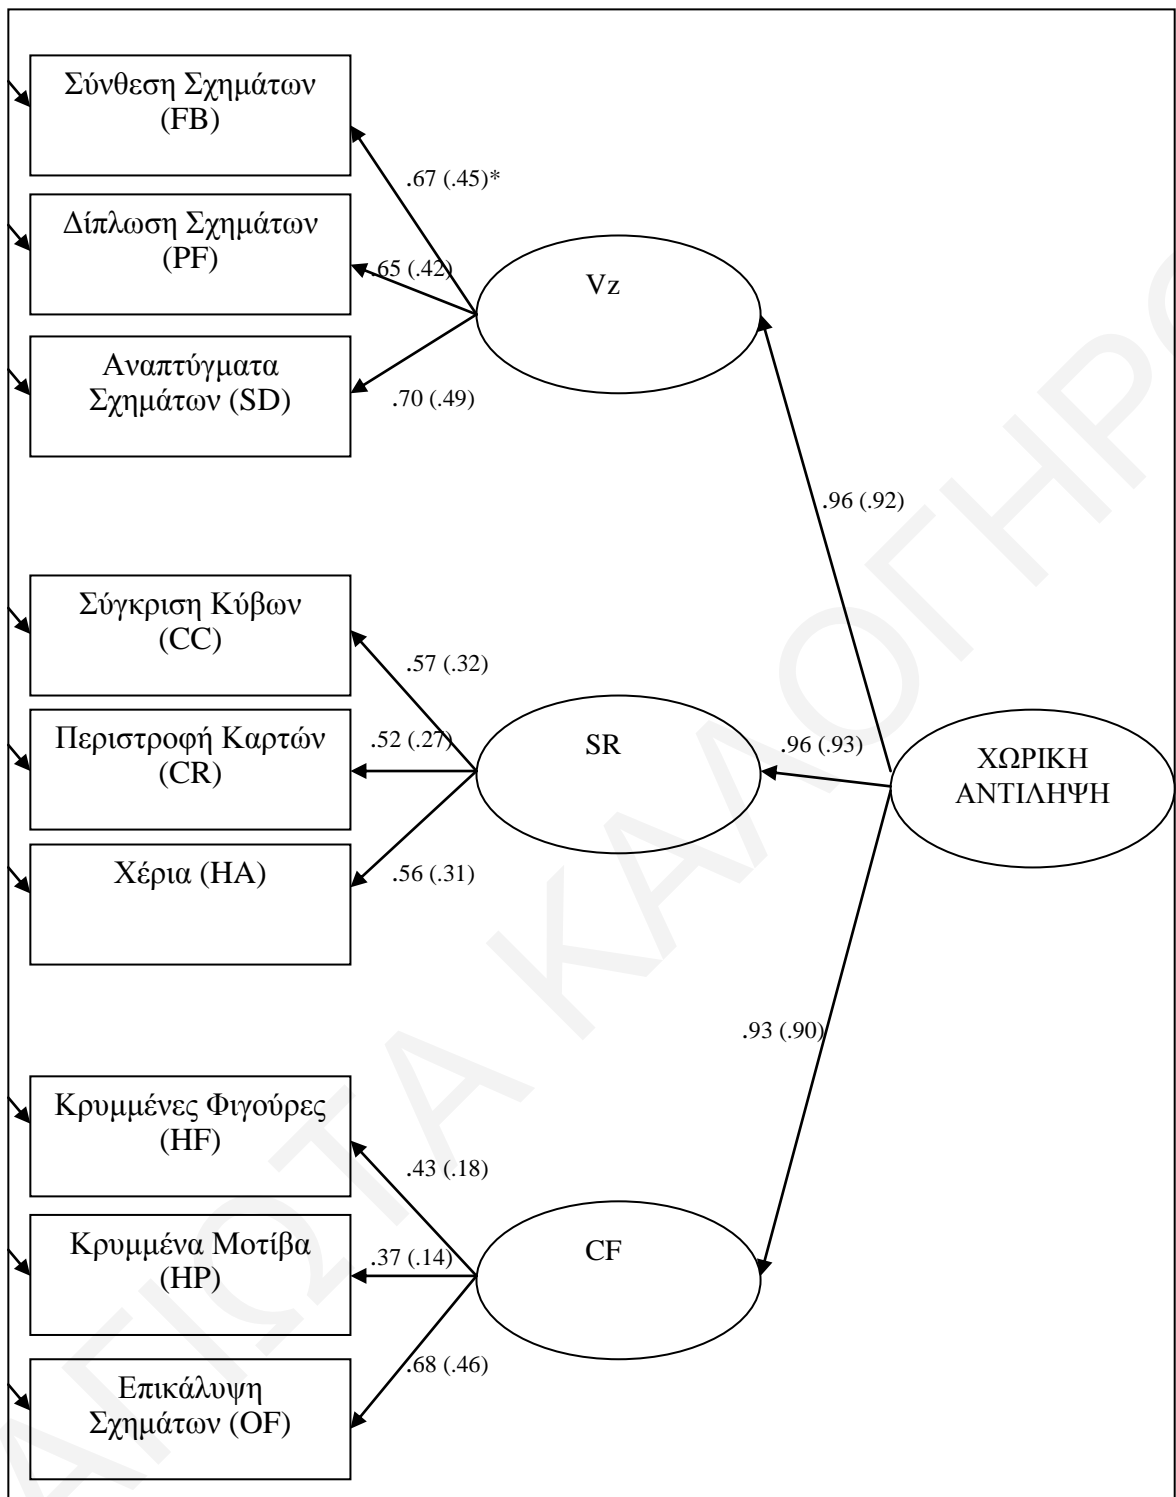 Σύνθεση Σχημάτων
(FB)
.67 (.45)*
Δίπλωση Σχημάτων
(PF)
.65 (.42)
Vz
Αναπτύγματα
Σχημάτων (SD)
.70 (.49)
.96 (.92)
Σύγκριση Κύβων
(CC)
.57 (.32)
Περιστροφή Καρτών
(CR)
.52 (.27)
SR
.96 (.93)
ΧΩΡΙΚΗ
ΑΝΤΙΛΗΨΗ
Χέρια (HA)
.56 (.31)
.93 (.90)
Κρυμμένες Φιγούρες
(HF)
.43 (.18)
Κρυμμένα Μοτίβα
(HP)
.37 (.14)
CF
Επικάλυψη
Σχημάτων (OF)
.68 (.46)
ΑΓΙΩΤΑ ΚΑΛΟΓΗΡΟ